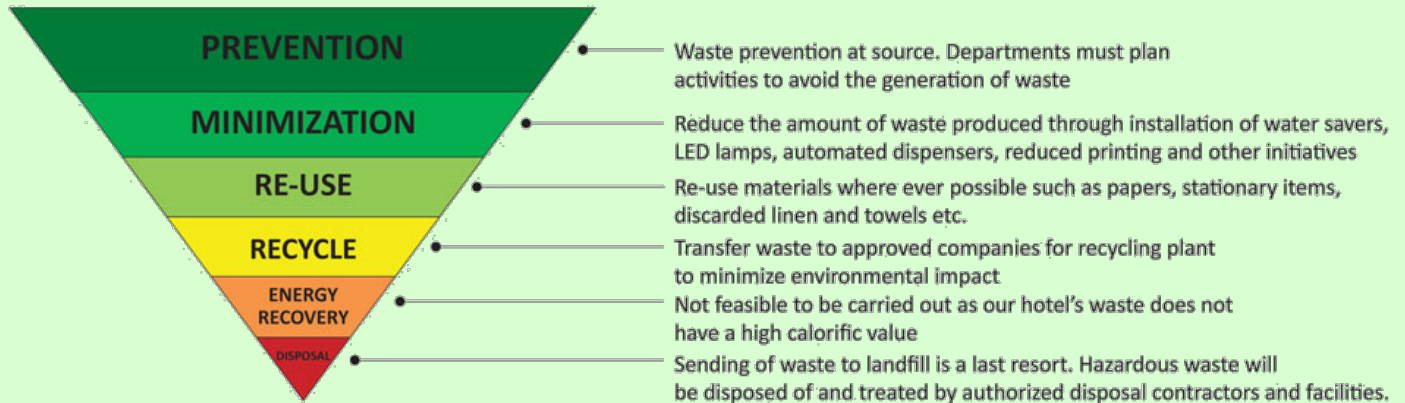 PREVENTION
Waste prevention at source. Departments must plan
activities to avoid the generation of waste
MINIMIZATION
Reduce the amount of waste produced through installation of water savers,
LED lamps, automated dispensers, reduced printing and other initiatives
RE-USE
Re-use materials where ever possible such as papers, stationary items,
discarded linen and towels etc.
RECYCLE
Transfer waste to approved companies for recycling plant
to minimize environmental impact
ENERGY
RECOVERY
Not feasible to be carried out as our hotel's waste does not
have a high calorific value
DISPOSAL
Sending of waste to landfill is a last resort. Hazardous waste will
be disposed of and treated by authorized disposal contractors and facilities.